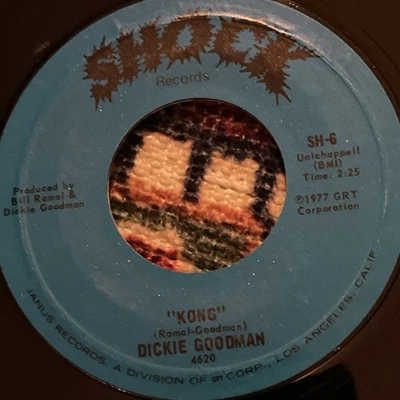 SHOCK
Records
SH-6
Unichappell
(BMI)
Time: 2:25
Produced by
Bill Ramal &
Dickie Goodman
℗1977 GRT
Corporation
"KONG"
(Ramal-Goodman)
DICKIE GOODMAN
4620
JANUS RECORDS, A DIVISION OF GRT CORP., LOS ANGELES, CALIF.